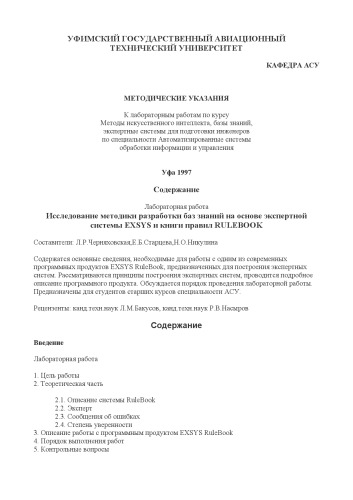 УФИМСКИЙ ГОСУДАРСТВЕННЫЙ АВИАЦИОННЫЙ
ТЕХНИЧЕСКИЙ УНИВЕРСИТЕТ
КАФЕДРА АСУ
МЕТОДИЧЕСКИЕ УКАЗАНИЯ
К лабораторным работам по курсу
Методы искусственного интеллекта, базы знаний,
экспертные системы для подготовки инженеров
по специальности Автоматизированные системы
обработки информации и управления
Уфа 1997
Содержание
Лабораторная работа
Исследование методики разработки баз знаний на основе экспертной
системы EXSYS и книги правил RULEBOOK
Составители: Л.Р.Черняховская,Е.Б.Старцева,Н.О.Никулина
Содержатся основные сведения, необходимые для работы с одним из современных
программных продуктов EXSYS RuleBook, предназначенных для построения экспертных
систем. Рассматриваются принципы построения экспертных систем, проводится подробное
описание программного продукта. Обсуждается порядок проведения лабораторной работы.
Предназначены для студентов старших курсов специальности АСУ.
Рецензенты: канд.техн.наук Л.М.Бакусов, канд.техн.наук Р.В.Насыров
Содержание
Введение
Лабораторная работа
1. Цель работы
2. Теоретическая часть
2.1. Описание системы RuleBook
2.2. Эксперт
2.3. Сообщения об ошибках
2.4. Степень уверенности
3. Описание работы с программным продуктом EXSYS RuleBook
4. Порядок выполнения работ
5. Контрольные вопросы